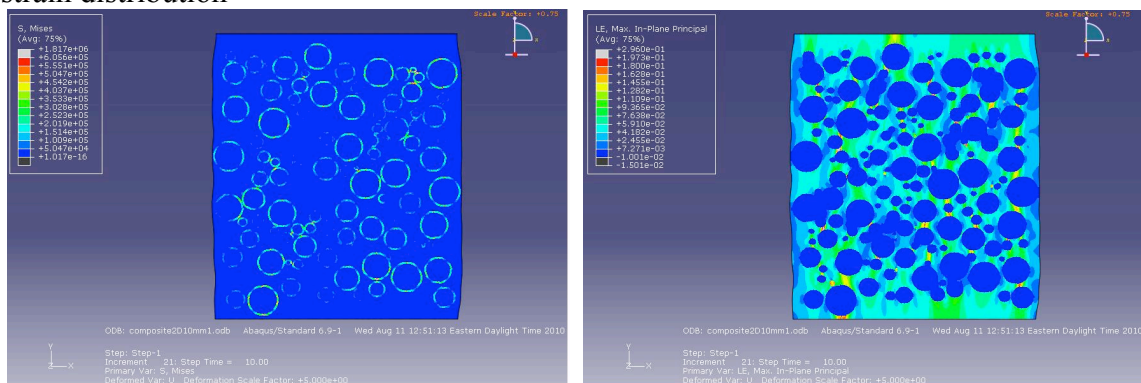 strain distribution
Scale Factor: +0.75
S, Mises
(Avg: 75%)
+1.817e+06
+6.056e+05
+5.551e+05
+5.047e+05
+4.542e+05
+4.037e+05
+3.533e+05
+3.028e+05
+2.523e+05
+2.019e+05
+1.514e+05
+1.009e+05
+5.047e+04
+1.017e-16
ODB: composite2D10mm1.odb Abaqus/Standard 6.9-1 Wed Aug 11 12:51:13 Eastern Daylight Time 2010
Y
Z X
Step: Step-1
Increment 21: Step Time = 10.00
Primary Var: S, Mises
Deformed Var: U Deformation Scale Factor: +5.000e+00
Scale Factor: +0.75
LE, Max. In-Plane Principal
(Avg: 75%)
+2.960e-01
+1.973e-01
+1.800e-01
+1.628e-01
+1.455e-01
+1.282e-01
+1.109e-01
+9.365e-02
+7.638e-02
+5.910e-02
+4.182e-02
+2.455e-02
+7.271e-03
-1.001e-02
-1.501e-02
ODB: composite2D10mm1.odb Abaqus/Standard 6.9-1 Wed Aug 11 12:51:13 Eastern Daylight Time 2010
Y
Z X
Step: Step-1
Increment 21: Step Time = 10.00
Primary Var: LE, Max. In-Plane Principal
Deformed Var: U Deformation Scale Factor: +5.000e+00